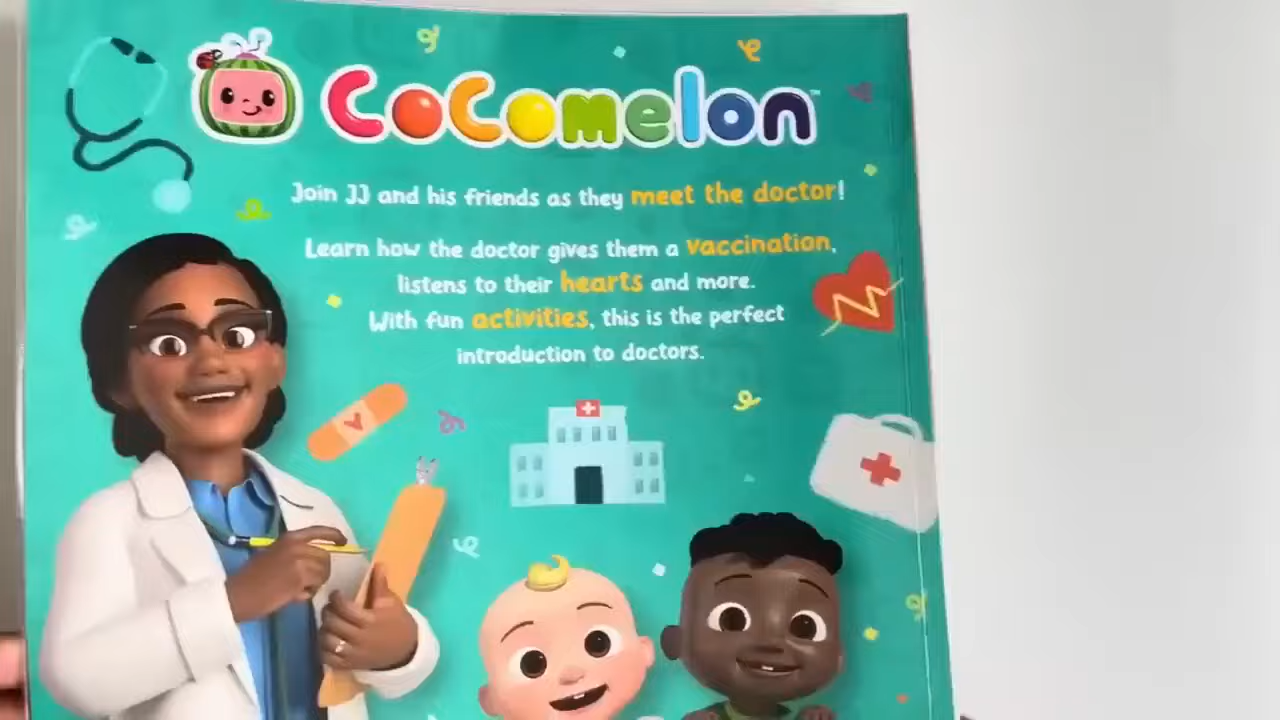 CoComelon™
Join JJ and his friends as they meet the doctor!
Learn how the doctor gives them a vaccination,
listens to their hearts and more.
With fun activities, this is the perfect
introduction to doctors.